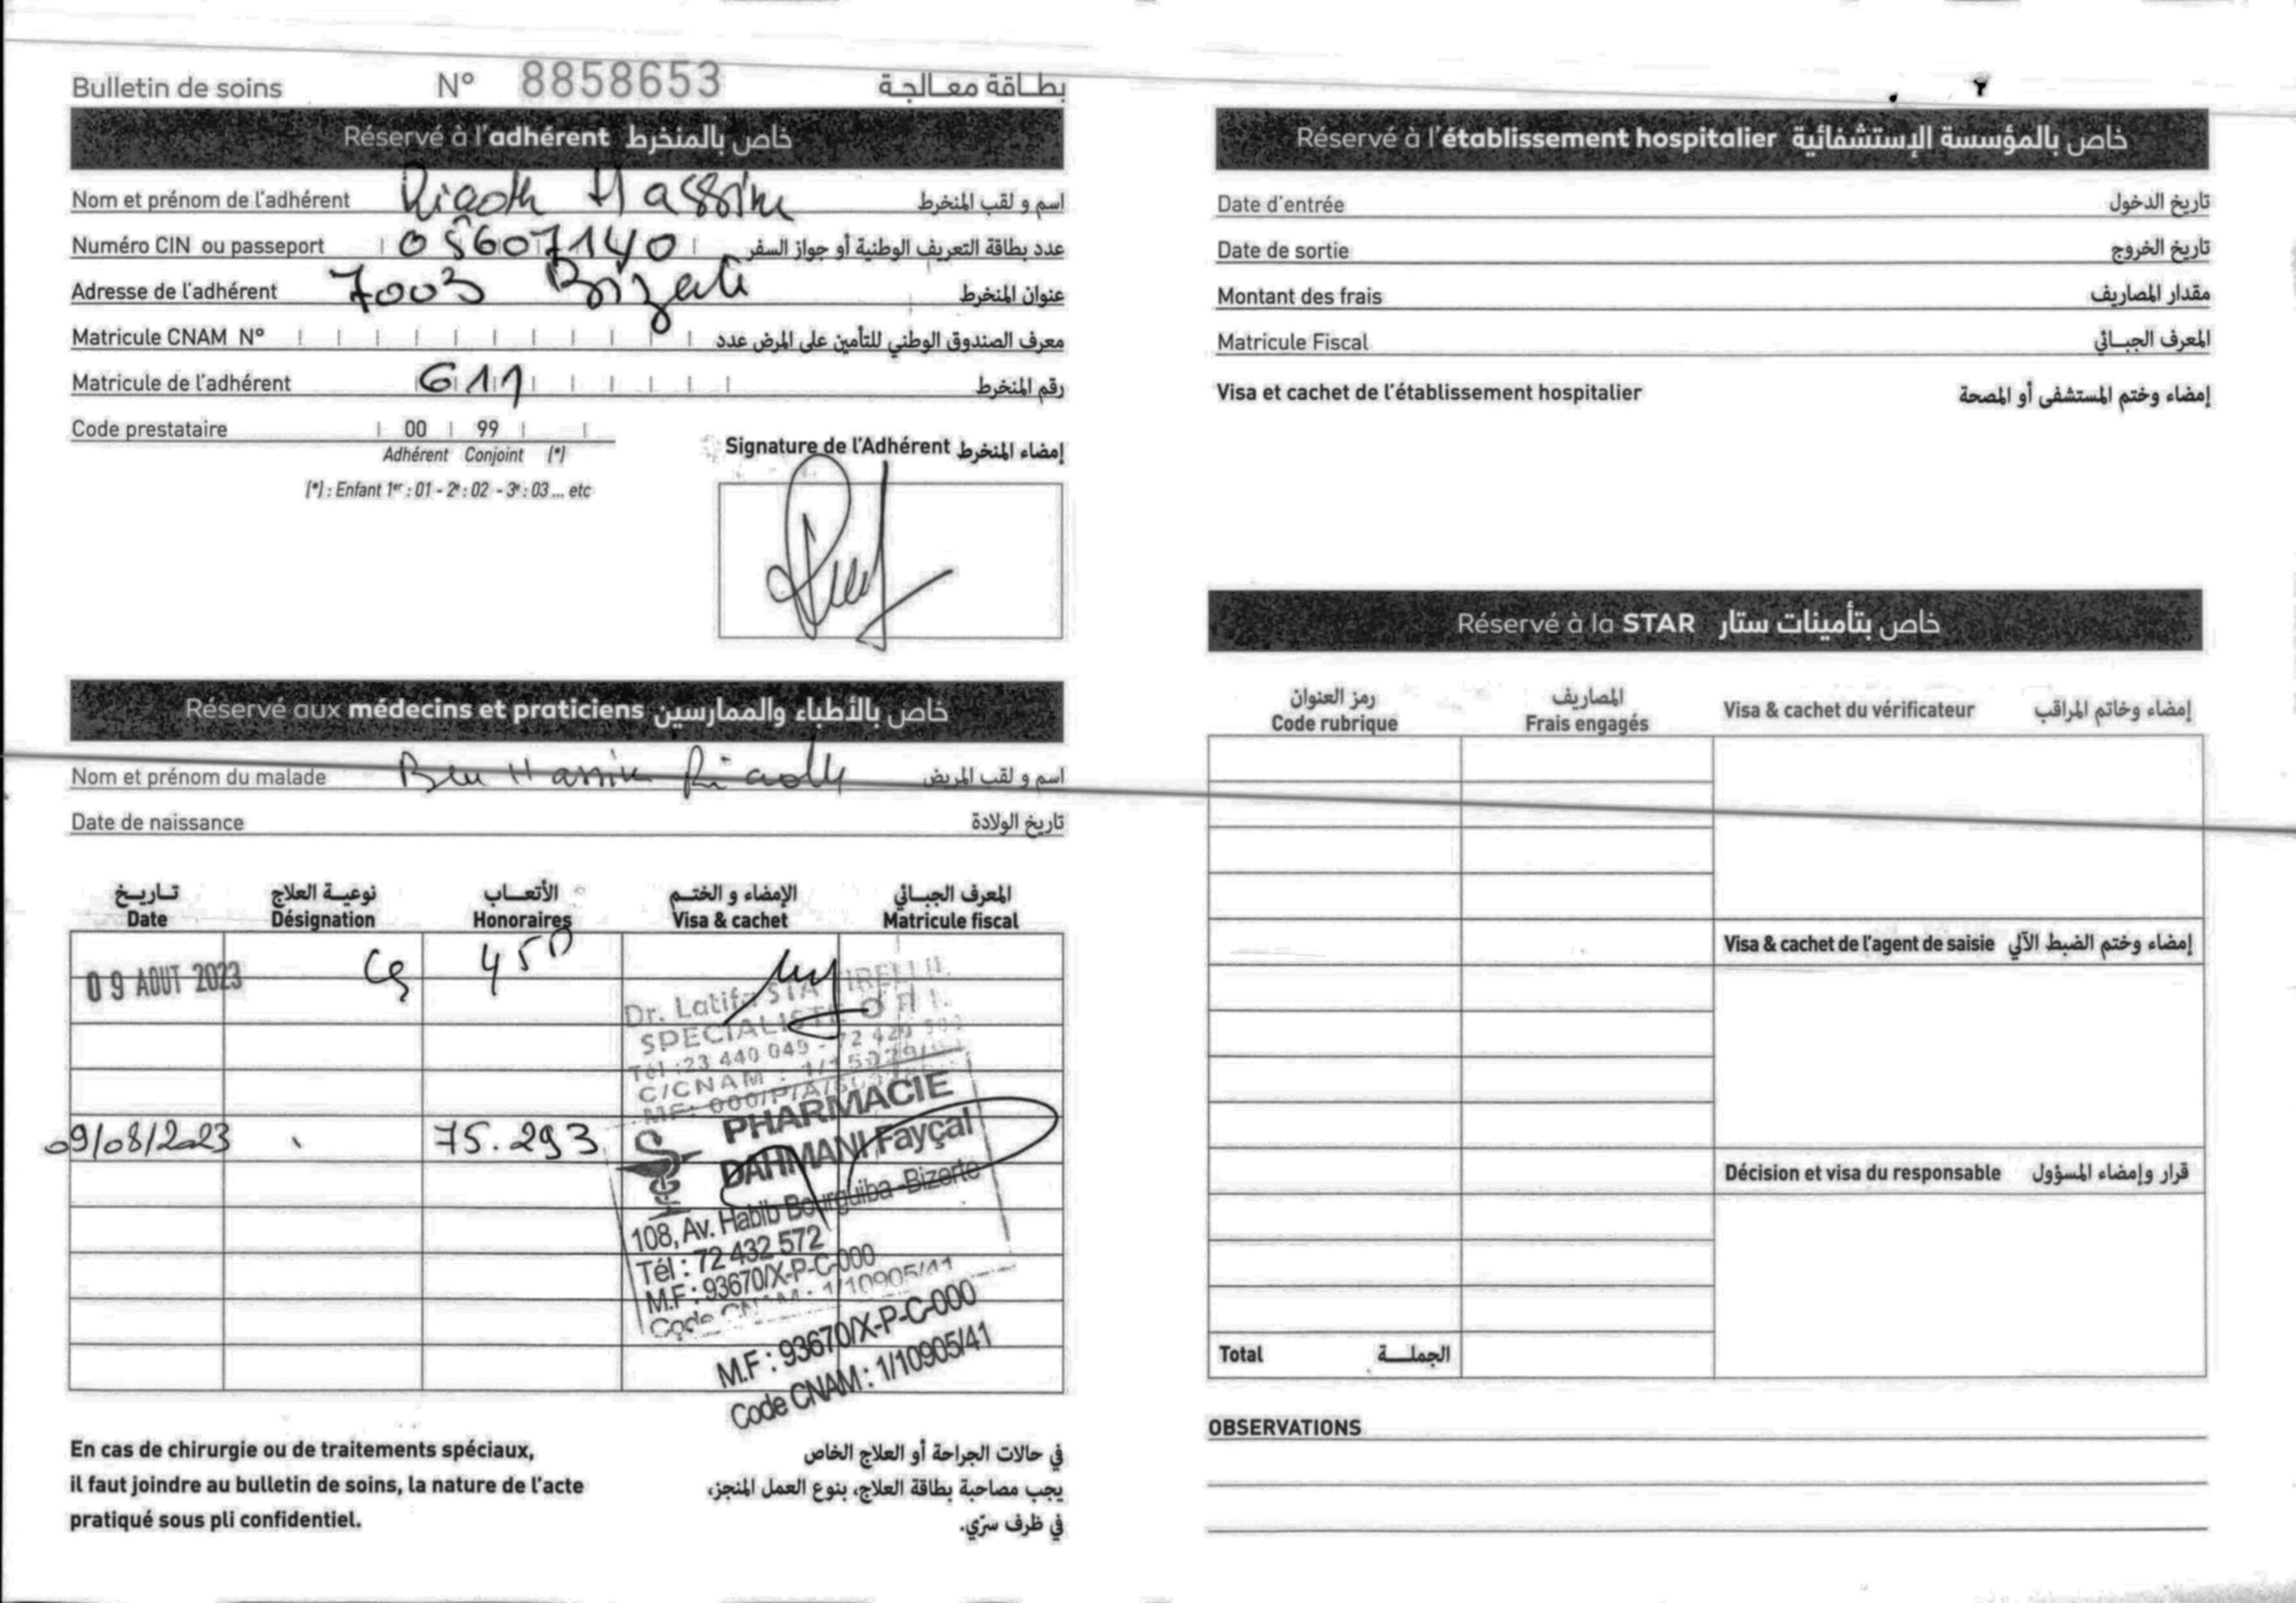 Bulletin de soins N° 8858653 بطاقة معالجة
Réservé à l'adhérent خاص بالمنخرط
Nom et prénom de l'adhérent Riadh Hassine اسم و لقب المنخرط
Numéro CIN ou passeport 05607140 عدد بطاقة التعريف الوطنية أو جواز السفر
Adresse de l'adhérent 7003 Bizerte عنوان المنخرط
Matricule CNAM N° معرف الصندوق الوطني للتأمين على المرض عدد
Matricule de l'adhérent 611 رقم المنخرط
Code prestataire 00 99
Adhérent Conjoint (*)
(*) : Enfant 1er : 01 - 2e : 02 - 3e : 03 ... etc
Signature de l'Adhérent إمضاء المنخرط
Réservé aux médecins et praticiens خاص بالأطباء والممارسين
Nom et prénom du malade Ben Hassine Riadh اسم و لقب المريض
Date de naissance تاريخ الولادة
تاريخ نوعية العلاج الأتعاب الإمضاء و الختم المعرف الجبائي
Date Désignation Honoraires Visa & cachet Matricule fiscal
09 AOUT 2023 Cs 45D
Dr. Latifa
SPECIALISTE O.R.L.
Tél : 23 440 049 - 72 429
C/CNAM :
MF: 000/P/A/
09/08/2023 75.293
PHARMACIE
DAHMANI Fayçal
108, Av. Habib Bourguiba -Bizerte
Tél : 72 432 572
M.F : 93670/X-P-C-000
Code CNAM : 1/10905/41
M.F : 93670/X-P-C-000
Code CNAM : 1/10905/41
En cas de chirurgie ou de traitements spéciaux,
il faut joindre au bulletin de soins, la nature de l'acte
pratiqué sous pli confidentiel.
في حالات الجراحة أو العلاج الخاص
يجب مصاحبة بطاقة العلاج، بنوع العمل المنجز،
في ظرف سرّي.
Réservé à l'établissement hospitalier خاص بالمؤسسة الإستشفائية
Date d'entrée تاريخ الدخول
Date de sortie تاريخ الخروج
Montant des frais مقدار المصاريف
Matricule Fiscal المعرف الجبائي
Visa et cachet de l'établissement hospitalier إمضاء وختم المستشفى أو المصحة
Réservé à la STAR خاص بتأمينات ستار
رمز العنوان المصاريف
Code rubrique Frais engagés Visa & cachet du vérificateur إمضاء وخاتم المراقب
Visa & cachet de l'agent de saisie إمضاء وختم الضبط الآلي
Décision et visa du responsable قرار وإمضاء المسؤول
Total الجملة
OBSERVATIONS